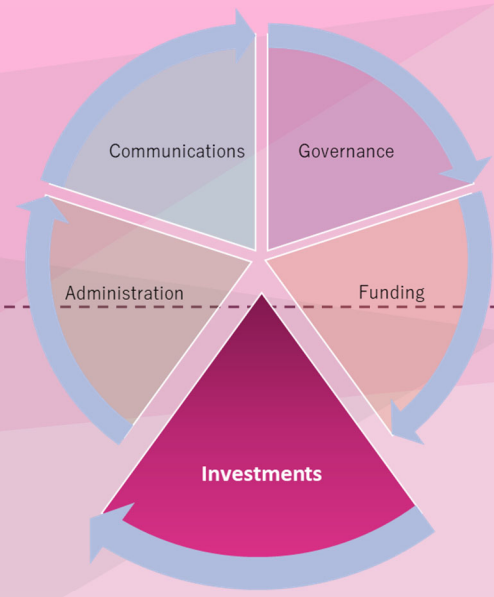 Communications
Governance
Administration
Funding
Investments